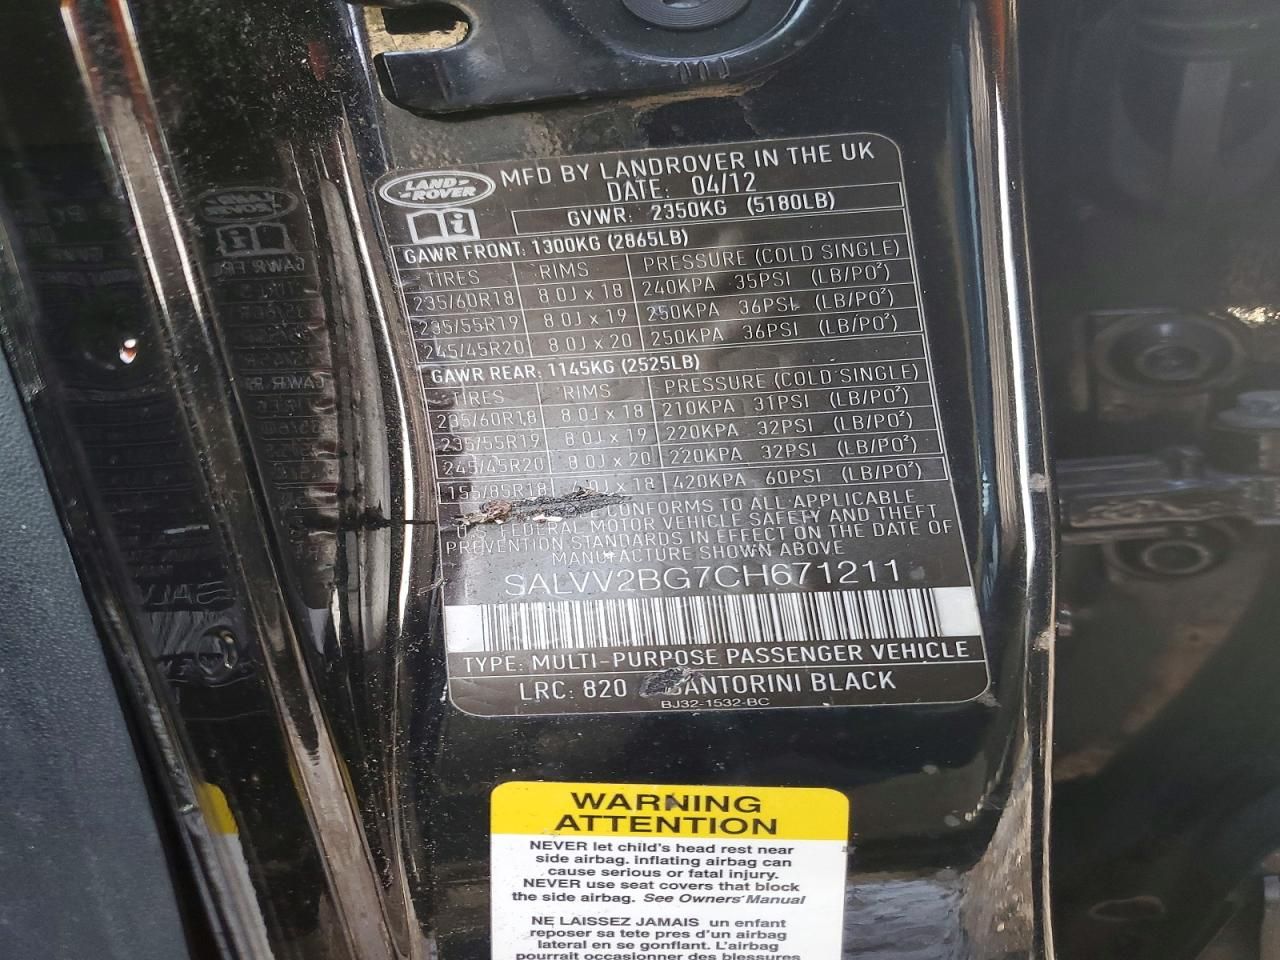 LAND ROVER
MFD BY LANDROVER IN THE UK
DATE: 04/12
GVWR: 2350KG (5180LB)
GAWR FRONT: 1300KG (2865LB)
TIRES RIMS PRESSURE (COLD SINGLE)
235/60R18 8.0J x 18 240KPA 35PSI (LB/PO²)
235/55R19 8.0J x 19 250KPA 36PSI (LB/PO²)
245/45R20 8.0J x 20 250KPA 36PSI (LB/PO²)
GAWR REAR: 1145KG (2525LB)
TIRES RIMS PRESSURE (COLD SINGLE)
235/60R18 8.0J x 18 210KPA 31PSI (LB/PO²)
235/55R19 8.0J x 19 220KPA 32PSI (LB/PO²)
245/45R20 8.0J x 20 220KPA 32PSI (LB/PO²)
155/85R18 x 18 420KPA 60PSI (LB/PO²)
CONFORMS TO ALL APPLICABLE
U.S. FEDERAL MOTOR VEHICLE SAFETY AND THEFT
PREVENTION STANDARDS IN EFFECT ON THE DATE OF
MANUFACTURE SHOWN ABOVE
SALVV2BG7CH671211
TYPE: MULTI-PURPOSE PASSENGER VEHICLE
LRC: 820 SANTORINI BLACK
BJ32-1532-BC
WARNING
ATTENTION
NEVER let child's head rest near
side airbag. inflating airbag can
cause serious or fatal injury.
NEVER use seat covers that block
the side airbag. See Owners' Manual
NE LAISSEZ JAMAIS un enfant
reposer sa tete pres d'un airbag
lateral en se gonflant. L'airbag
pourrait occasionner des blessures